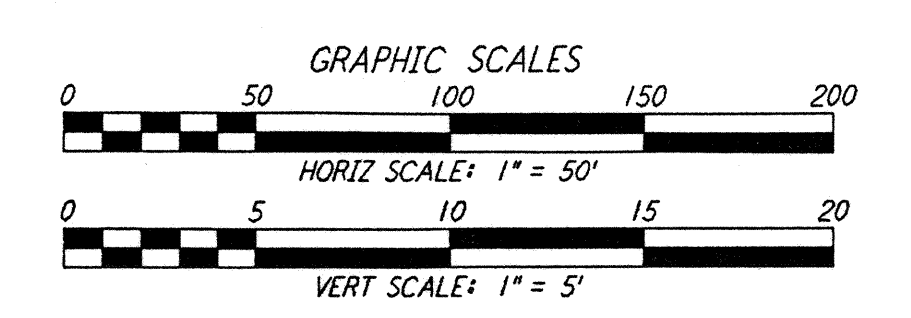 GRAPHIC SCALES
0 50 100 150 200
HORIZ SCALE: 1" = 50'
0 5 10 15 20
VERT SCALE: 1" = 5'